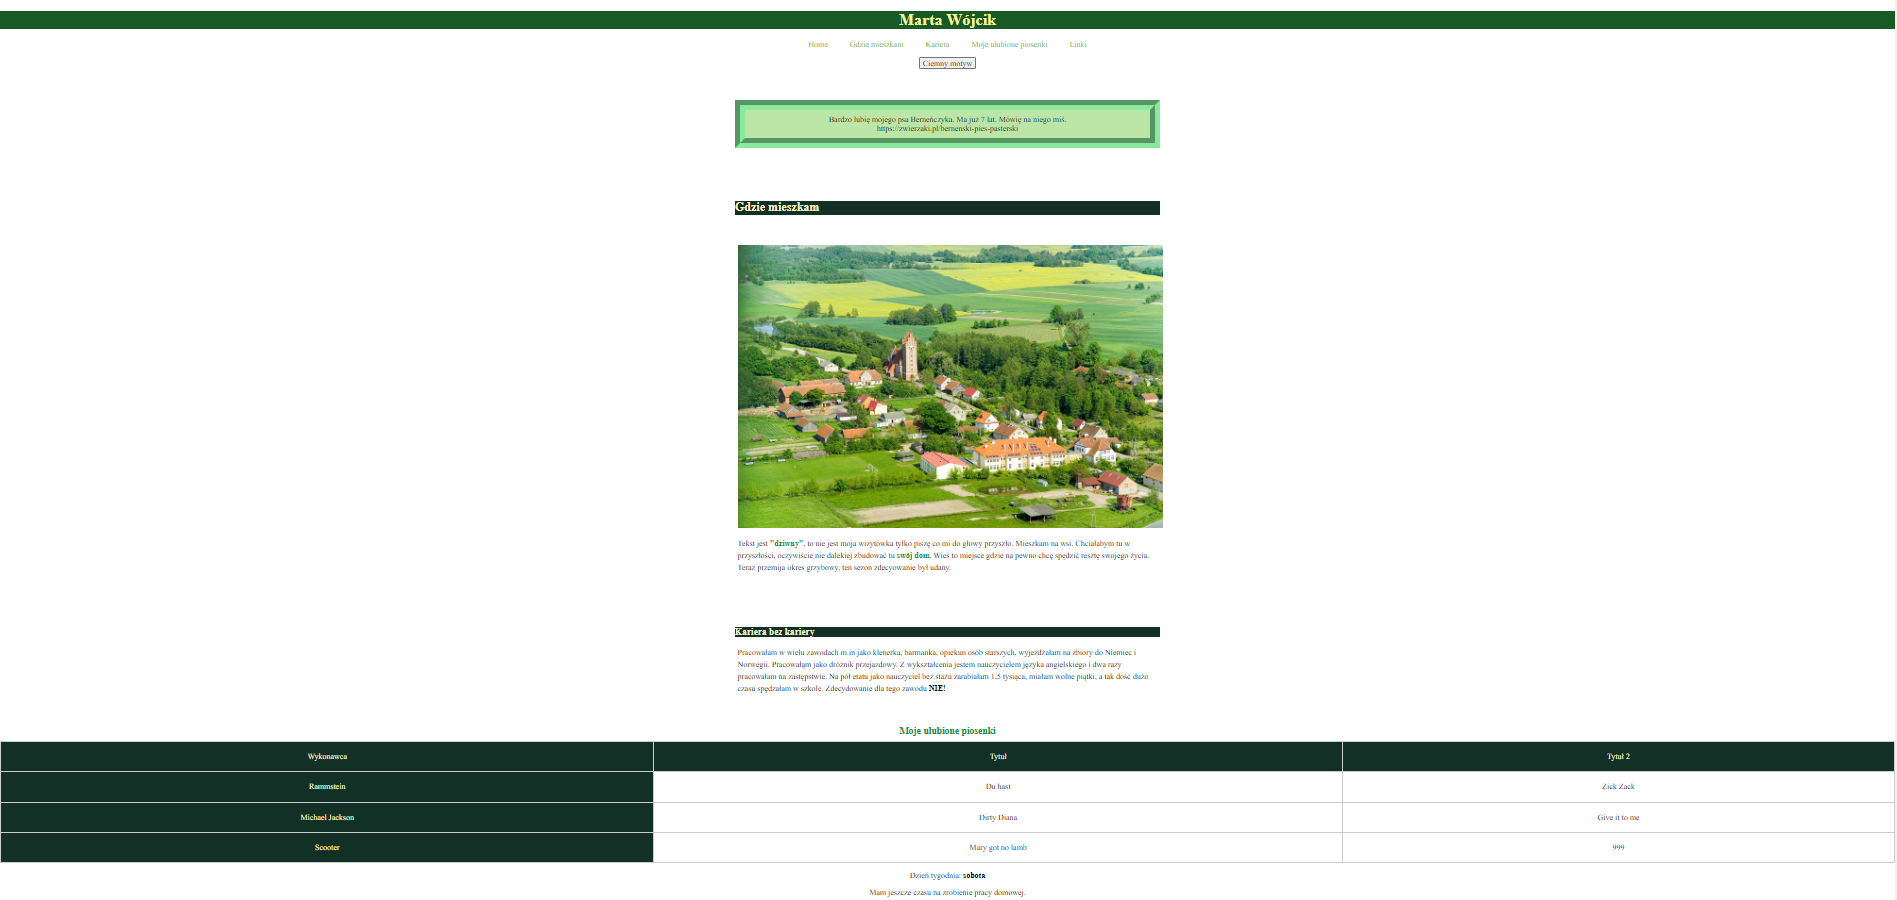 Marta Wójcik
Home Gdzie mieszkam Kariera Moje ulubione piosenki Linki
Ciemny motyw
Bardzo lubię mojego psa Berneńczyka. Ma już 7 lat. Mówię na niego miś.
https://zwierzaki.pl/bernenski-pies-pasterski
Gdzie mieszkam
Tekst jest "dziwny", to nie jest moja wizytówka tylko piszę co mi do głowy przyszło. Mieszkam na wsi. Chciałabym tu w
przyszłości, oczywiście nie dalekiej zbudować tu swój dom. Wieś to miejsce gdzie na pewno chcę spędzić resztę swojego życia.
Teraz przemija okres grzybowy, ten sezon zdecyowanie był udany.
Kariera bez kariery
Pracowałam w wielu zawodach m.in jako klenerka, barmanka, opiekun osób starszych, wyjeżdżałam na zbiory do Niemiec i
Norwegii. Pracowałąm jako dróżnik przejazdowy. Z wykształcenia jestem nauczycielem języka angielskiego i dwa razy
pracowałam na zastępstwie. Na pół etatu jako nauczyciel bez stażu zarabiałam 1,5 tysiąca, miałam wolne piątki, a tak dość dużo
czasu spędzałam w szkole. Zdecydowanie dla tego zawodu NIE!
Moje ulubione piosenki
Wykonawca Tytuł Tytuł 2
Rammstein Du hast Zick Zack
Michael Jackson Dirty Diana Give it to me
Scooter Mary got no lamb 999
Dzień tygodnia: sobota
Mam jeszcze czasu na zrobienie pracy domowej.